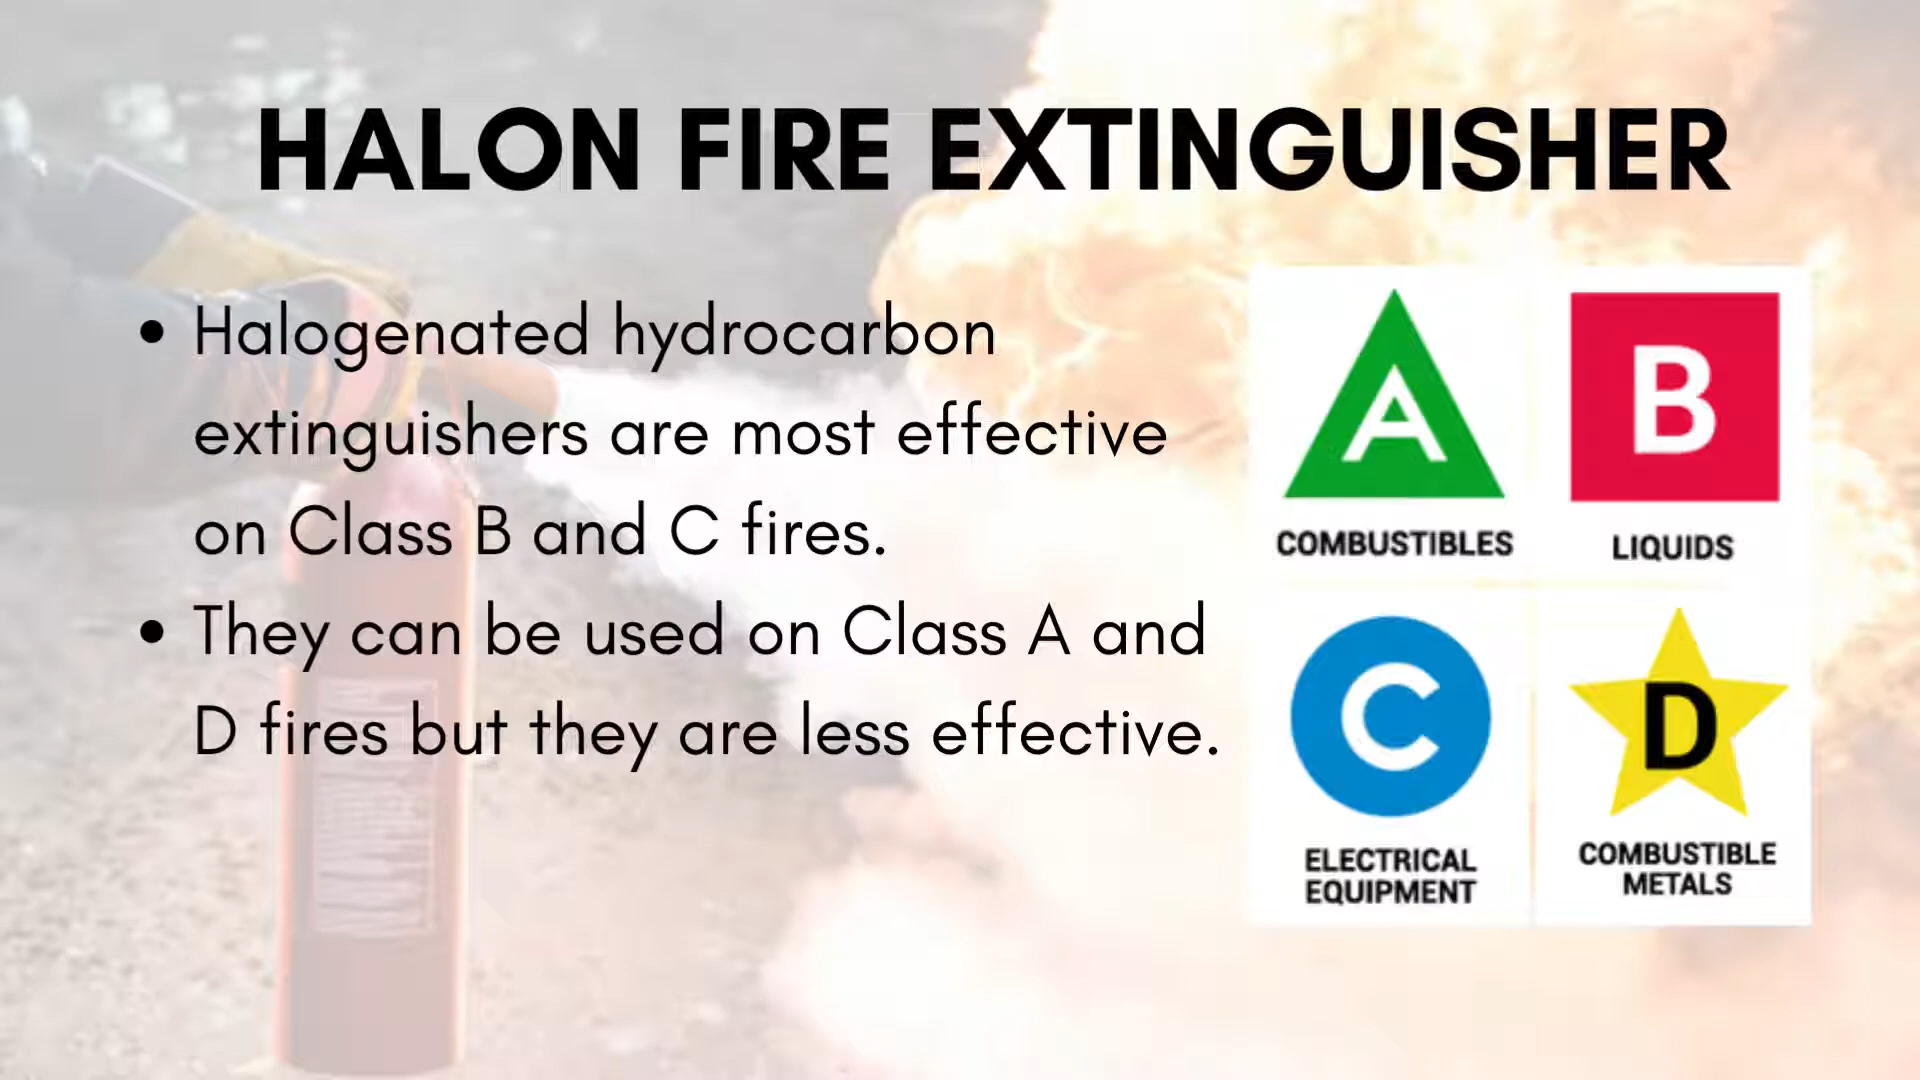 HALON FIRE EXTINGUISHER
• Halogenated hydrocarbon
extinguishers are most effective
on Class B and C fires.
• They can be used on Class A and
D fires but they are less effective.
A
COMBUSTIBLES
B
LIQUIDS
C
ELECTRICAL
EQUIPMENT
D
COMBUSTIBLE
METALS